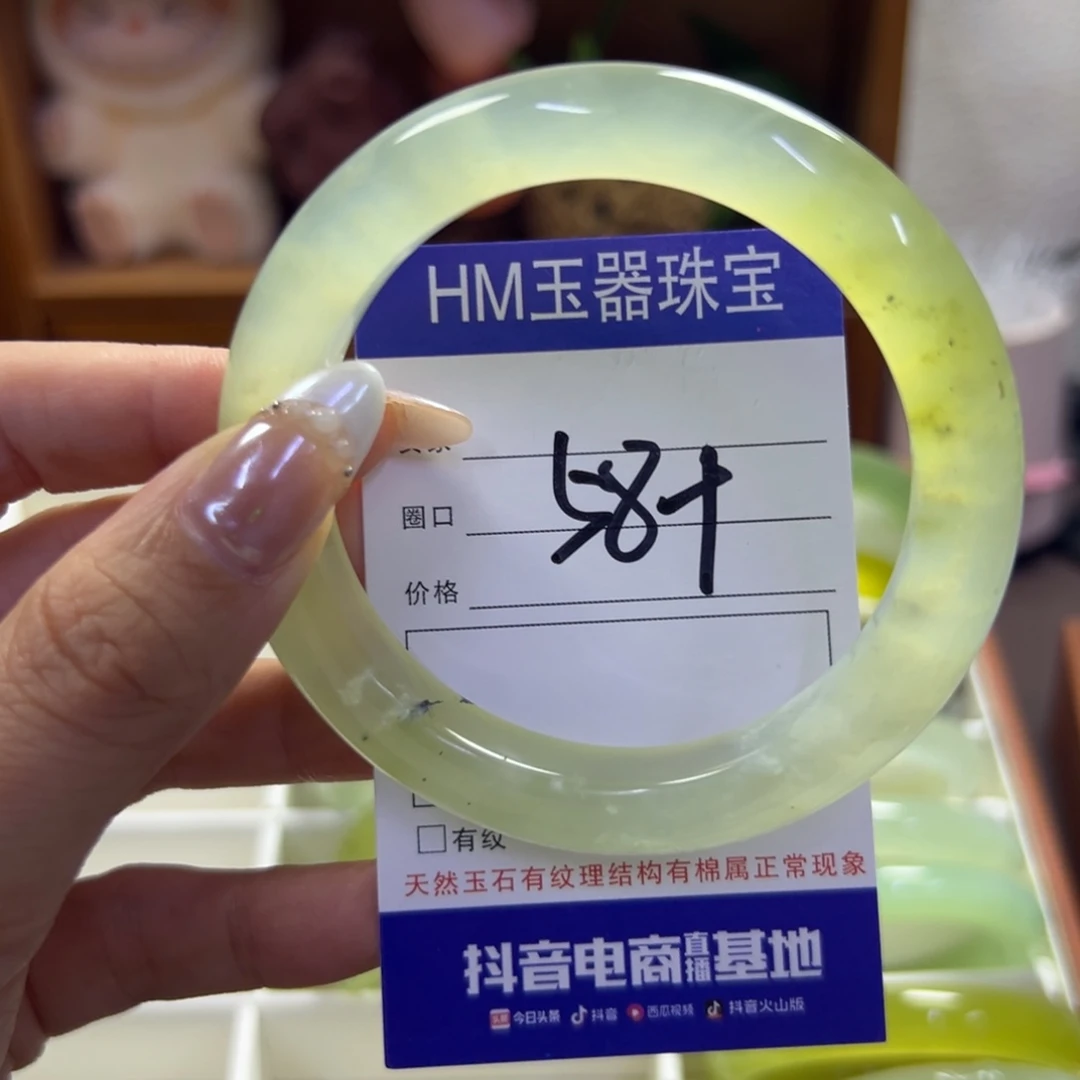 HM玉器珠宝
圈口
58+
价格
有纹
天然玉石有纹理结构有棉属正常现象
抖音电商直播基地
今日头条 抖音 西瓜视频 抖音火山版